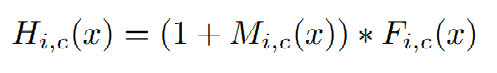 H_{i,c}(x) = (1 + M_{i,c}(x)) * F_{i,c}(x)